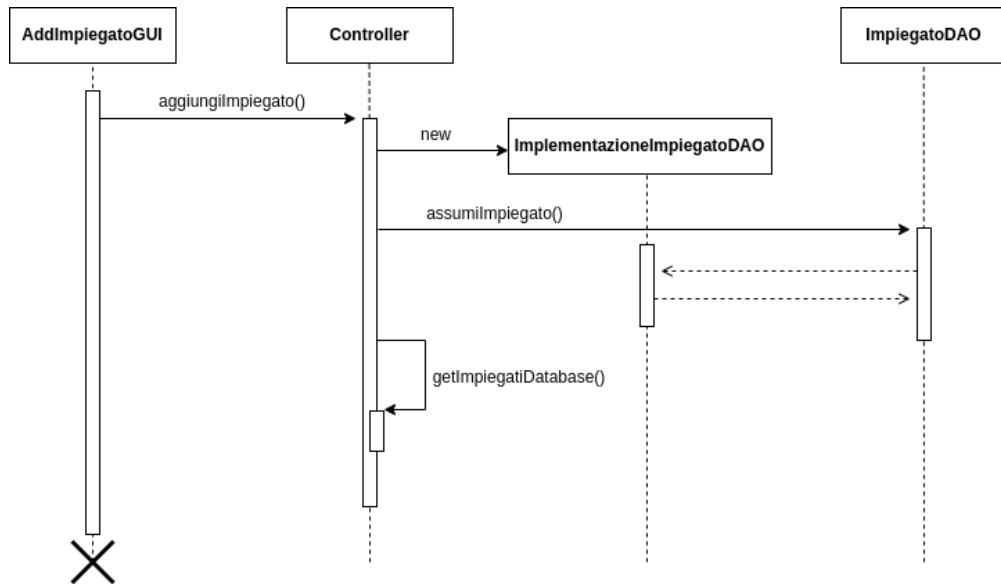 AddImpiegatoGUI
Controller
ImpiegatoDAO
aggiungiImpiegato()
new
ImplementazioneImpiegatoDAO
assumiImpiegato()
getImpiegatiDatabase()